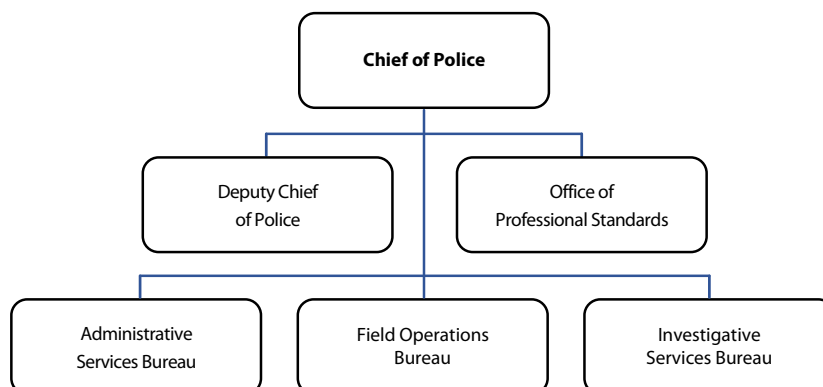 Chief of Police
Deputy Chief
of Police
Office of
Professional Standards
Administrative
Services Bureau
Field Operations
Bureau
Investigative
Services Bureau